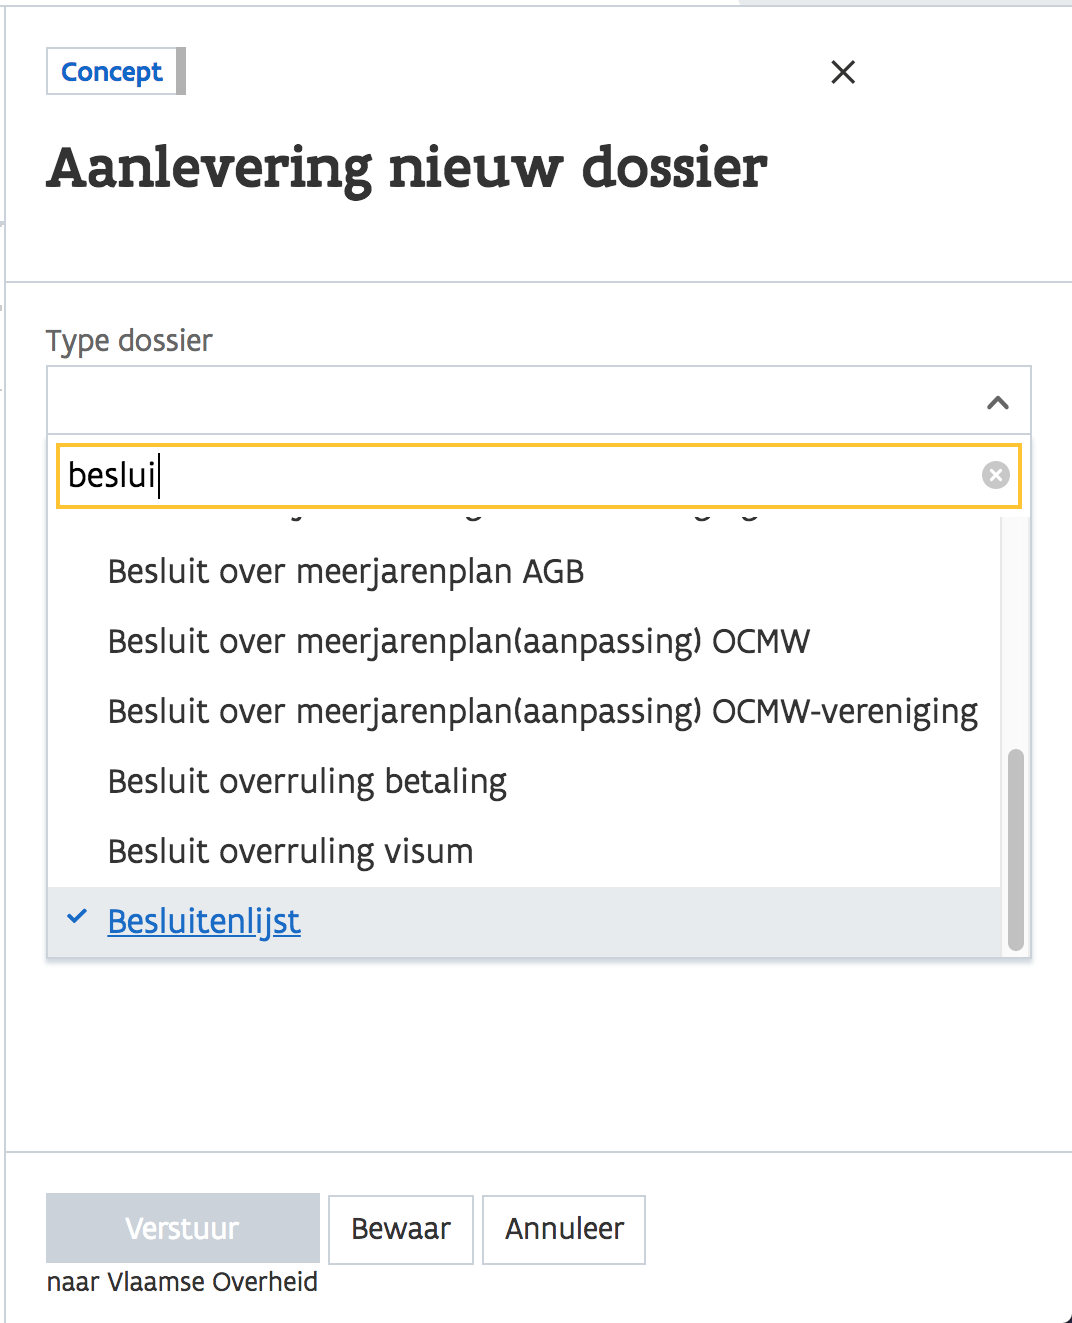 Concept
Aanlevering nieuw dossier
Type dossier
beslui
Besluit over meerjarenplan AGB
Besluit over meerjarenplan(aanpassing) OCMW
Besluit over meerjarenplan(aanpassing) OCMW-vereniging
Besluit overruling betaling
Besluit overruling visum
Besluitenlijst
Verstuur
Bewaar
Annuleer
naar Vlaamse Overheid